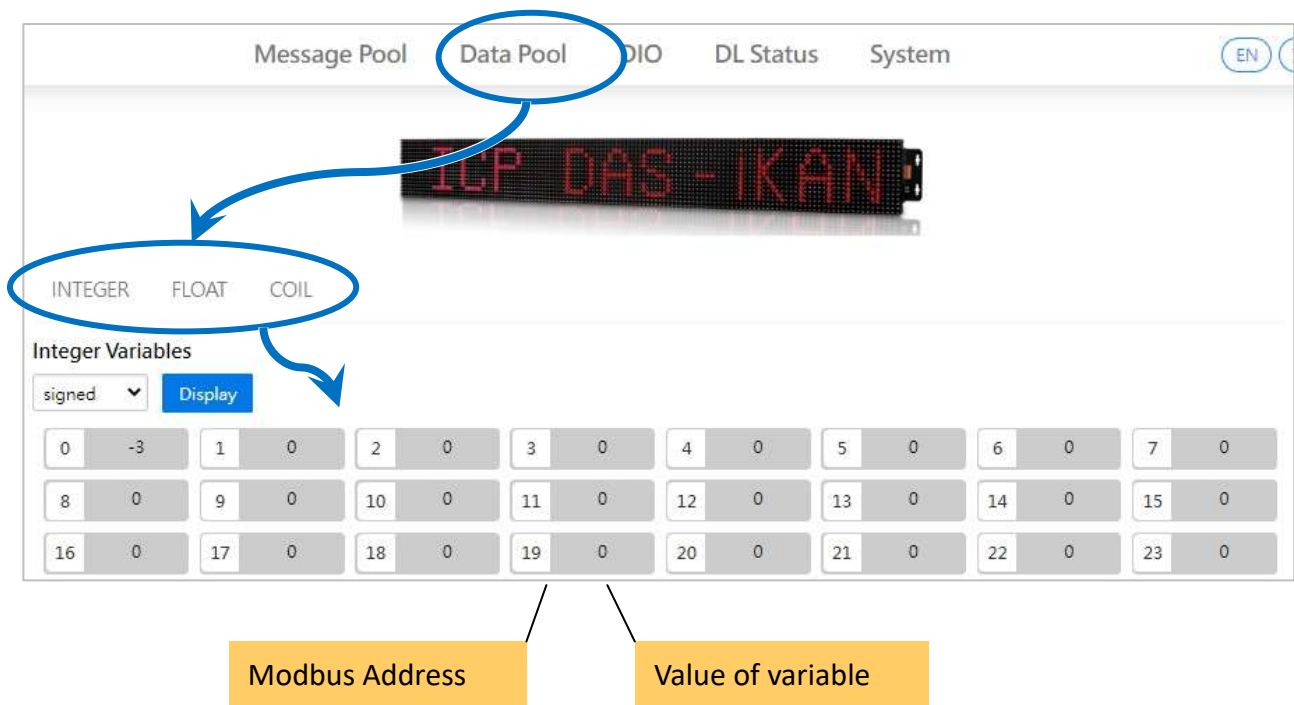 Message Pool Data Pool DIO DL Status System EN
ICP DAS - iKAN
INTEGER FLOAT COIL
Integer Variables
signed Display
0 -3 1 0 2 0 3 0 4 0 5 0 6 0 7 0
8 0 9 0 10 0 11 0 12 0 13 0 14 0 15 0
16 0 17 0 18 0 19 0 20 0 21 0 22 0 23 0
Modbus Address Value of variable